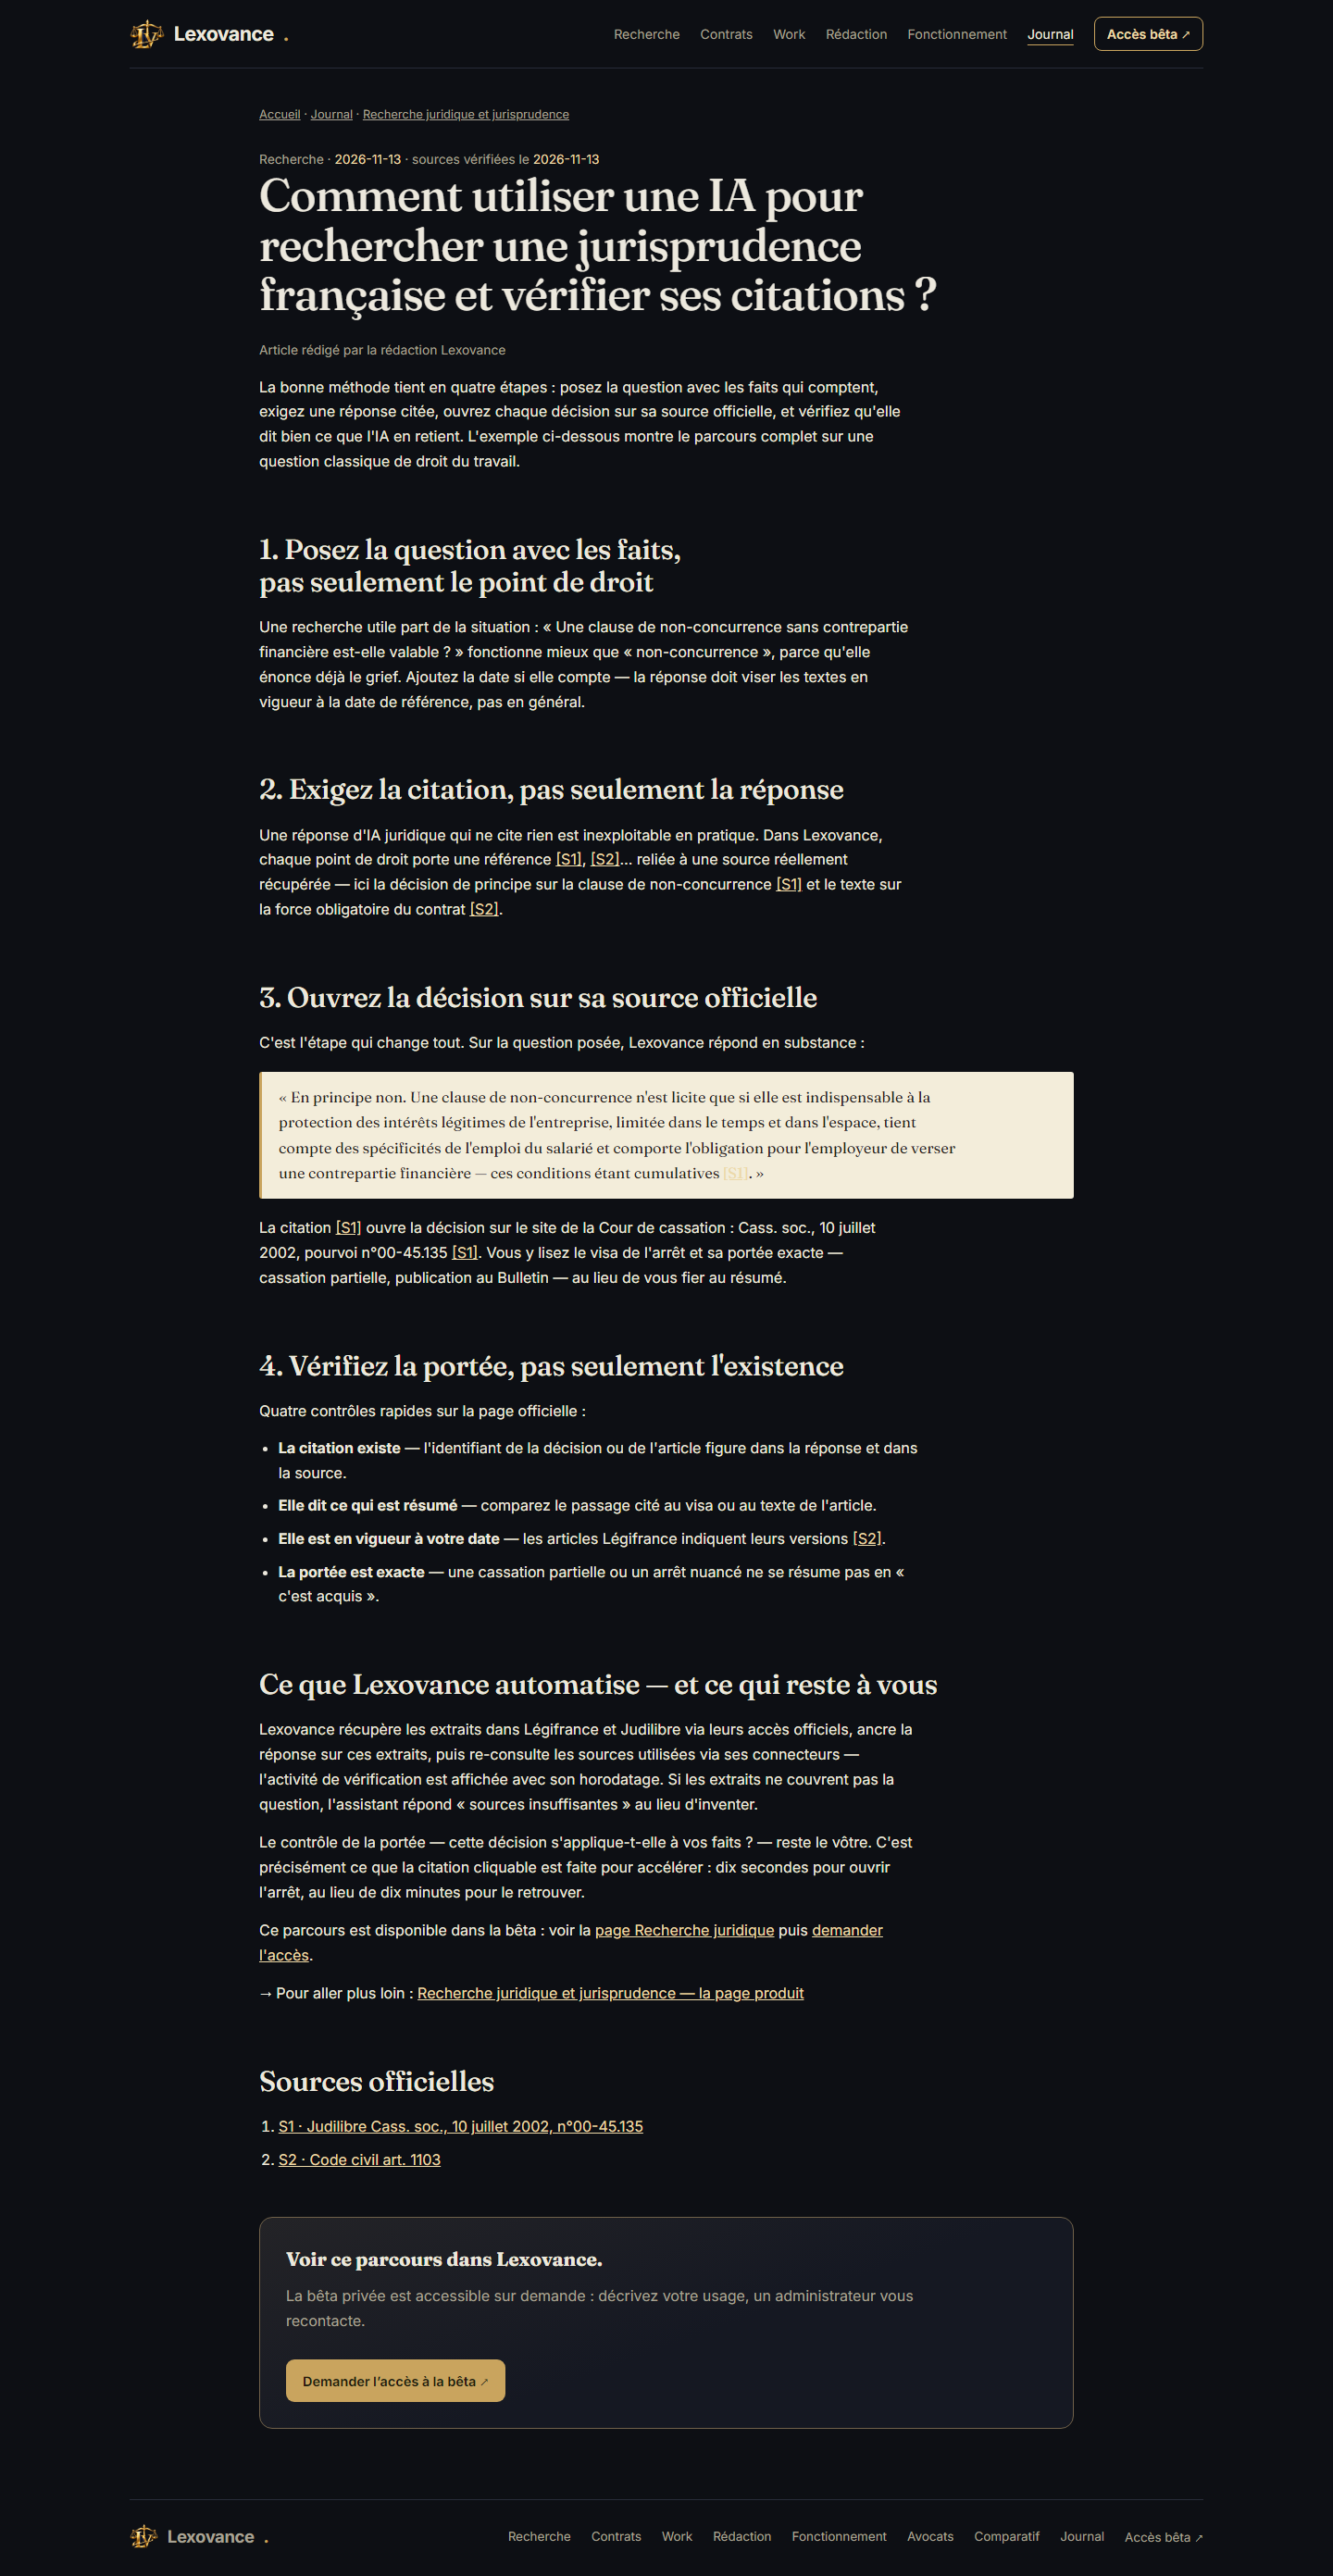 Lexovance .
Recherche Contrats Work Rédaction Fonctionnement Journal Accès bêta ↗
Accueil · Journal · Recherche juridique et jurisprudence
Recherche · 2026-11-13 · sources vérifiées le 2026-11-13
Comment utiliser une IA pour
rechercher une jurisprudence
française et vérifier ses citations ?
Article rédigé par la rédaction Lexovance
La bonne méthode tient en quatre étapes : posez la question avec les faits qui comptent,
exigez une réponse citée, ouvrez chaque décision sur sa source officielle, et vérifiez qu'elle
dit bien ce que l'IA en retient. L'exemple ci-dessous montre le parcours complet sur une
question classique de droit du travail.
1. Posez la question avec les faits,
pas seulement le point de droit
Une recherche utile part de la situation : « Une clause de non-concurrence sans contrepartie
financière est-elle valable ? » fonctionne mieux que « non-concurrence », parce qu'elle
énonce déjà le grief. Ajoutez la date si elle compte — la réponse doit viser les textes en
vigueur à la date de référence, pas en général.
2. Exigez la citation, pas seulement la réponse
Une réponse d'IA juridique qui ne cite rien est inexploitable en pratique. Dans Lexovance,
chaque point de droit porte une référence [S1], [S2]… reliée à une source réellement
récupérée — ici la décision de principe sur la clause de non-concurrence [S1] et le texte sur
la force obligatoire du contrat [S2].
3. Ouvrez la décision sur sa source officielle
C'est l'étape qui change tout. Sur la question posée, Lexovance répond en substance :
« En principe non. Une clause de non-concurrence n'est licite que si elle est indispensable à la
protection des intérêts légitimes de l'entreprise, limitée dans le temps et dans l'espace, tient
compte des spécificités de l'emploi du salarié et comporte l'obligation pour l'employeur de verser
une contrepartie financière — ces conditions étant cumulatives [S1]. »
La citation [S1] ouvre la décision sur le site de la Cour de cassation : Cass. soc., 10 juillet
2002, pourvoi n°00-45.135 [S1]. Vous y lisez le visa de l'arrêt et sa portée exacte —
cassation partielle, publication au Bulletin — au lieu de vous fier au résumé.
4. Vérifiez la portée, pas seulement l'existence
Quatre contrôles rapides sur la page officielle :
• La citation existe — l'identifiant de la décision ou de l'article figure dans la réponse et dans
la source.
• Elle dit ce qui est résumé — comparez le passage cité au visa ou au texte de l'article.
• Elle est en vigueur à votre date — les articles Légifrance indiquent leurs versions [S2].
• La portée est exacte — une cassation partielle ou un arrêt nuancé ne se résume pas en «
c'est acquis ».
Ce que Lexovance automatise — et ce qui reste à vous
Lexovance récupère les extraits dans Légifrance et Judilibre via leurs accès officiels, ancre la
réponse sur ces extraits, puis re-consulte les sources utilisées via ses connecteurs —
l'activité de vérification est affichée avec son horodatage. Si les extraits ne couvrent pas la
question, l'assistant répond « sources insuffisantes » au lieu d'inventer.
Le contrôle de la portée — cette décision s'applique-t-elle à vos faits ? — reste le vôtre. C'est
précisément ce que la citation cliquable est faite pour accélérer : dix secondes pour ouvrir
l'arrêt, au lieu de dix minutes pour le retrouver.
Ce parcours est disponible dans la bêta : voir la page Recherche juridique puis demander
l'accès.
→ Pour aller plus loin : Recherche juridique et jurisprudence — la page produit
Sources officielles
1. S1 · Judilibre Cass. soc., 10 juillet 2002, n°00-45.135
2. S2 · Code civil art. 1103
Voir ce parcours dans Lexovance.
La bêta privée est accessible sur demande : décrivez votre usage, un administrateur vous
recontacte.
Demander l'accès à la bêta ↗
Lexovance .
Recherche Contrats Work Rédaction Fonctionnement Avocats Comparatif Journal Accès bêta ↗